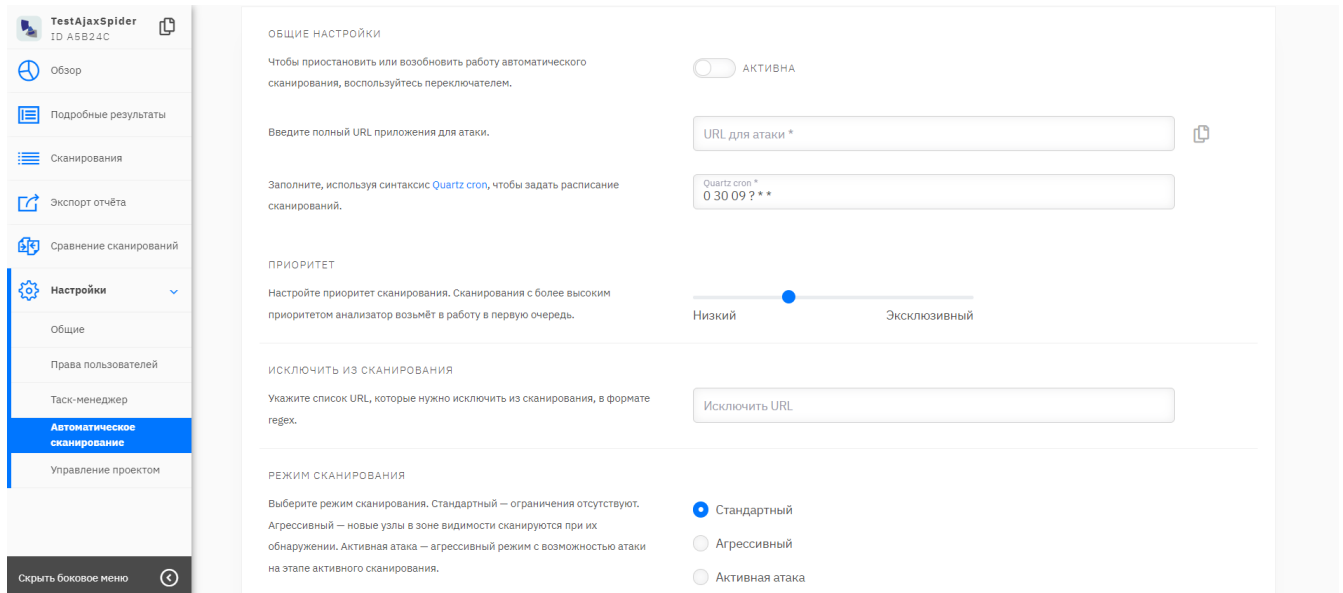 TestAjaxSpider
ID A5B24C
Обзор
Подробные результаты
Сканирования
Экспорт отчёта
Сравнение сканирований
Настройки
Общие
Права пользователей
Таск-менеджер
Автоматическое
сканирование
Управление проектом
Скрыть боковое меню
ОБЩИЕ НАСТРОЙКИ
Чтобы приостановить или возобновить работу автоматического
сканирования, воспользуйтесь переключателем.
АКТИВНА
Введите полный URL приложения для атаки.
URL для атаки *
Заполните, используя синтаксис Quartz cron, чтобы задать расписание
сканирований.
Quartz cron *
0 30 09 ? * *
ПРИОРИТЕТ
Настройте приоритет сканирования. Сканирования с более высоким
приоритетом анализатор возьмёт в работу в первую очередь.
Низкий
Эксклюзивный
ИСКЛЮЧИТЬ ИЗ СКАНИРОВАНИЯ
Укажите список URL, которые нужно исключить из сканирования, в формате
regex.
Исключить URL
РЕЖИМ СКАНИРОВАНИЯ
Выберите режим сканирования. Стандартный — ограничения отсутствуют.
Агрессивный — новые узлы в зоне видимости сканируются при их
обнаружении. Активная атака — агрессивный режим с возможностью атаки
на этапе активного сканирования.
Стандартный
Агрессивный
Активная атака